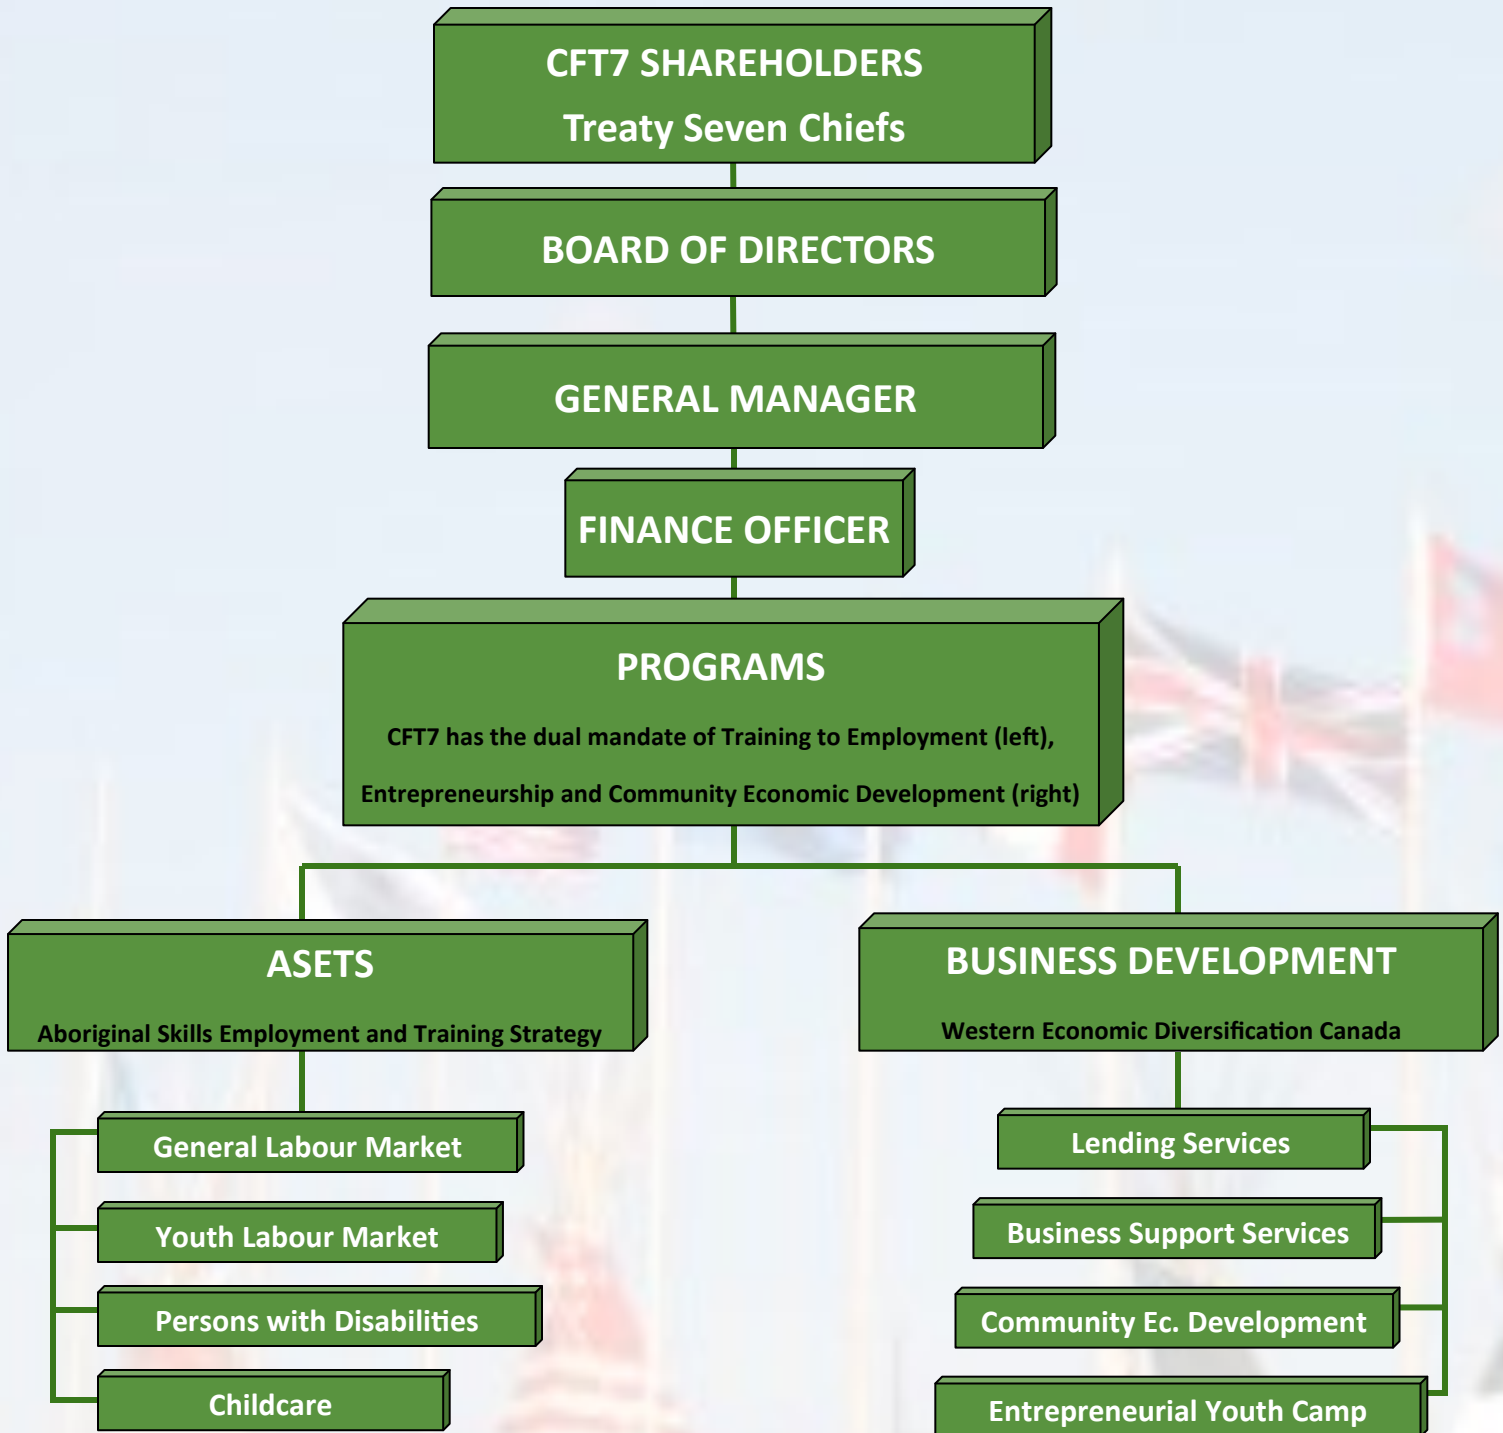 CFT7 SHAREHOLDERS
Treaty Seven Chiefs
BOARD OF DIRECTORS
GENERAL MANAGER
FINANCE OFFICER
PROGRAMS
CFT7 has the dual mandate of Training to Employment (left),
Entrepreneurship and Community Economic Development (right)
ASETS
Aboriginal Skills Employment and Training Strategy
General Labour Market
Youth Labour Market
Persons with Disabilities
Childcare
BUSINESS DEVELOPMENT
Western Economic Diversification Canada
Lending Services
Business Support Services
Community Ec. Development
Entrepreneurial Youth Camp